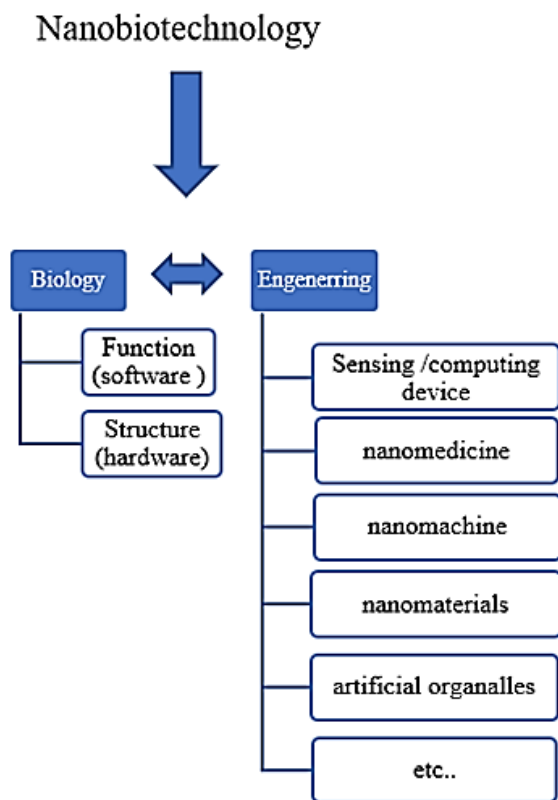 Nanobiotechnology
Biology
Engenerring
Function
(software )
Structure
(hardware)
Sensing /computing
device
nanomedicine
nanomachine
nanomaterials
artificial organalles
etc..